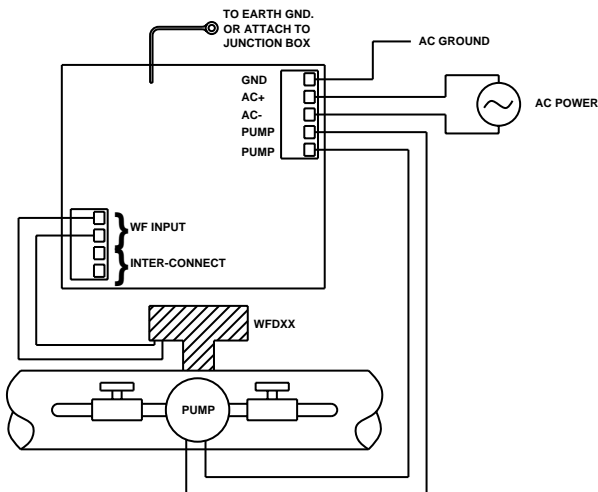 TO EARTH GND.
OR ATTACH TO
JUNCTION BOX
AC GROUND
GND
AC+
AC-
PUMP
PUMP
AC POWER
WF INPUT
INTER-CONNECT
WFDXX
PUMP